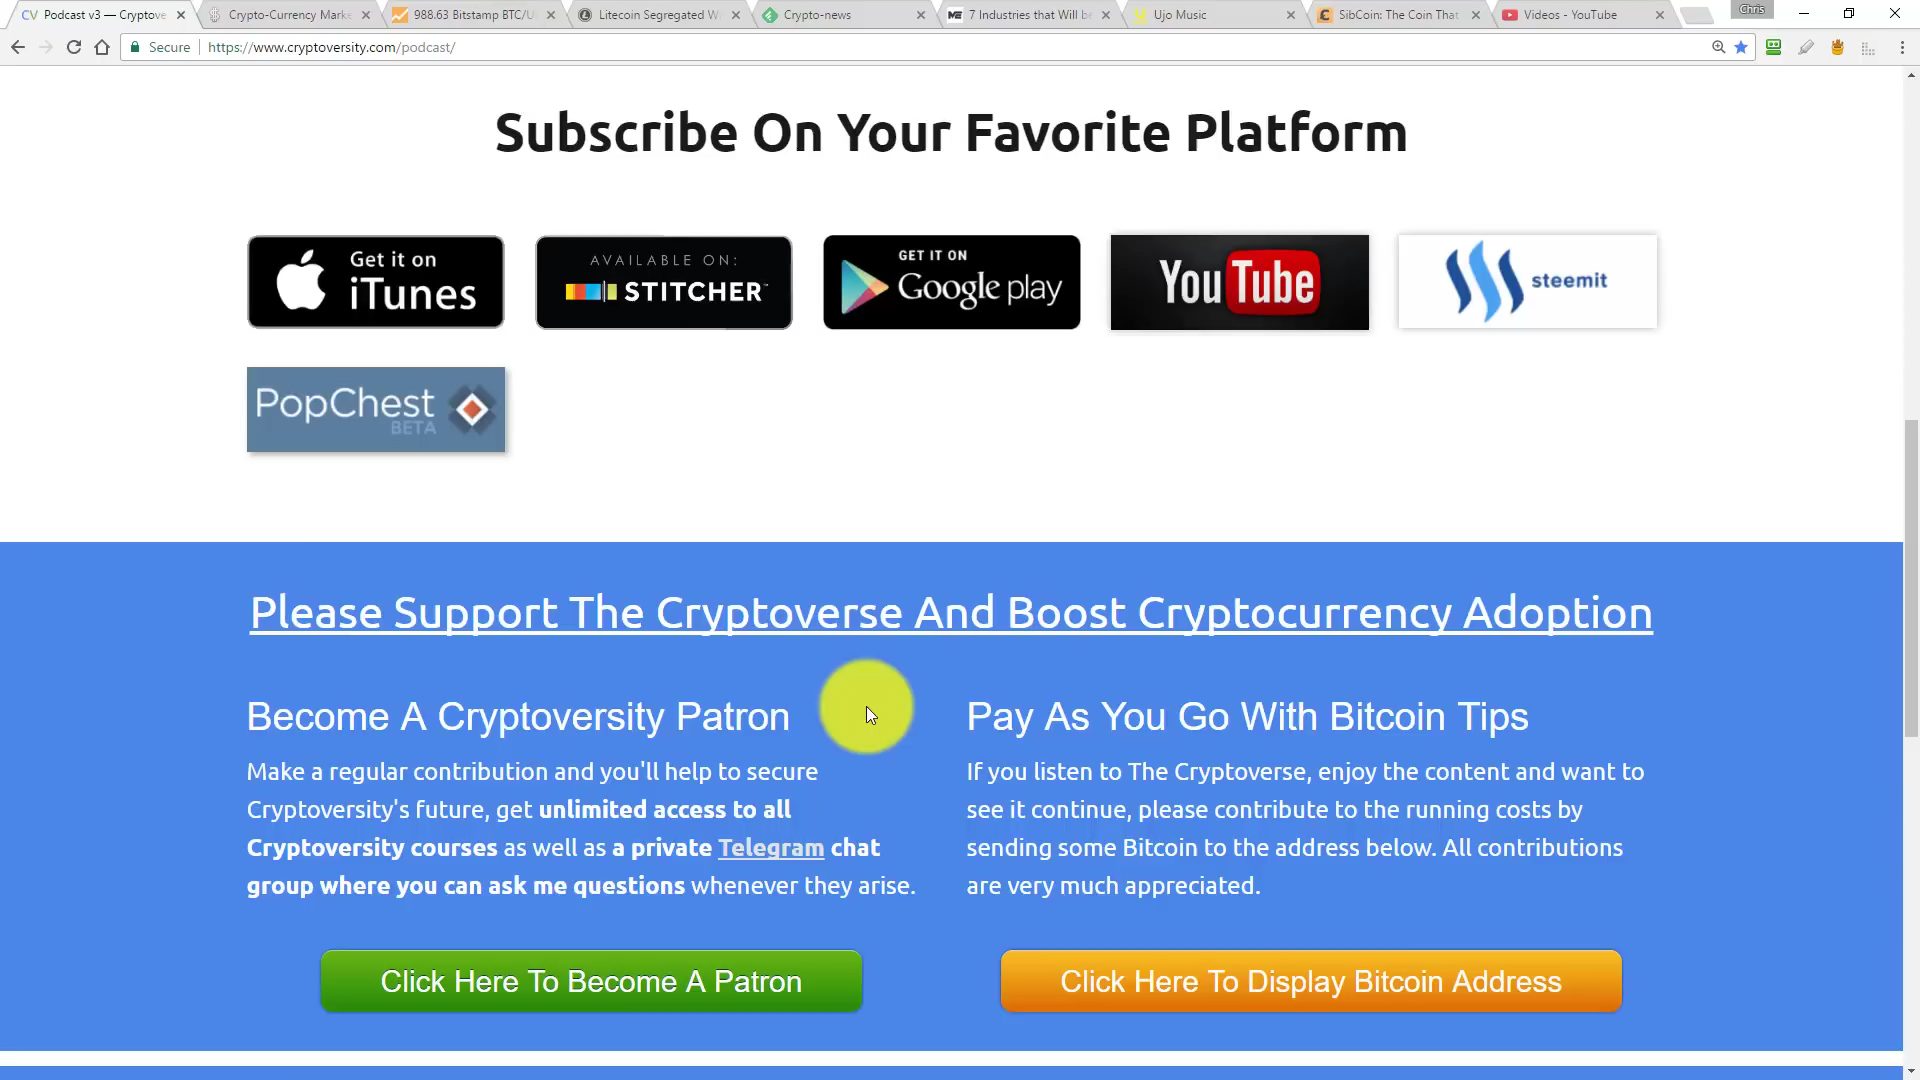 Podcast v3 — Cryptove
Crypto-Currency Marke
988.63 Bitstamp BTC/U
Litecoin Segregated W
Crypto-news
7 Industries that Will be
Ujo Music
SibCoin: The Coin That
Videos - YouTube
Chris
Secure
https://www.cryptoversity.com/podcast/
Subscribe On Your Favorite Platform
Get it on
iTunes
AVAILABLE ON:
STITCHER
GET IT ON
Google play
YouTube
steemit
PopChest
BETA
Please Support The Cryptoverse And Boost Cryptocurrency Adoption
Become A Cryptoversity Patron
Make a regular contribution and you'll help to secure
Cryptoversity's future, get unlimited access to all
Cryptoversity courses as well as a private Telegram chat
group where you can ask me questions whenever they arise.
Click Here To Become A Patron
Pay As You Go With Bitcoin Tips
If you listen to The Cryptoverse, enjoy the content and want to
see it continue, please contribute to the running costs by
sending some Bitcoin to the address below. All contributions
are very much appreciated.
Click Here To Display Bitcoin Address